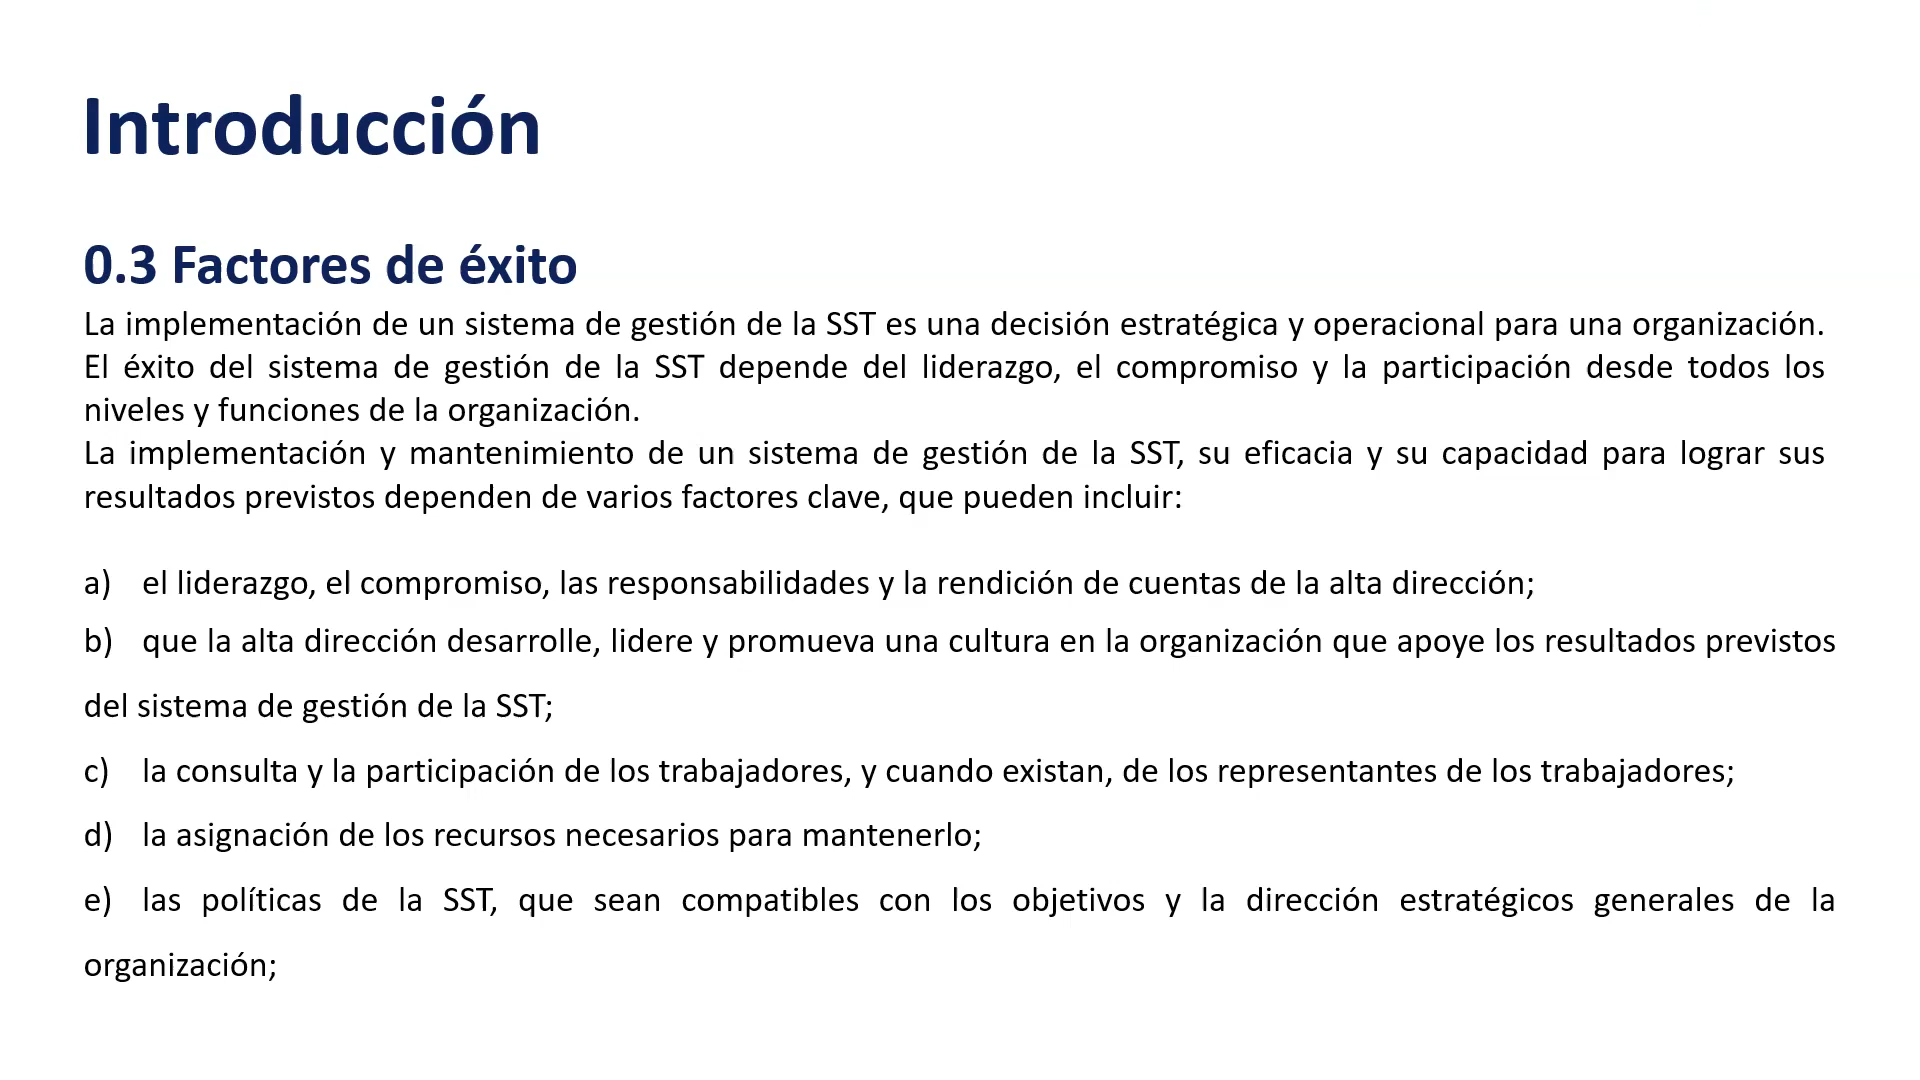 Introducción
0.3 Factores de éxito
La implementación de un sistema de gestión de la SST es una decisión estratégica y operacional para una organización.
El éxito del sistema de gestión de la SST depende del liderazgo, el compromiso y la participación desde todos los
niveles y funciones de la organización.
La implementación y mantenimiento de un sistema de gestión de la SST, su eficacia y su capacidad para lograr sus
resultados previstos dependen de varios factores clave, que pueden incluir:
a) el liderazgo, el compromiso, las responsabilidades y la rendición de cuentas de la alta dirección;
b) que la alta dirección desarrolle, lidere y promueva una cultura en la organización que apoye los resultados previstos
del sistema de gestión de la SST;
c) la consulta y la participación de los trabajadores, y cuando existan, de los representantes de los trabajadores;
d) la asignación de los recursos necesarios para mantenerlo;
e) las políticas de la SST, que sean compatibles con los objetivos y la dirección estratégicos generales de la
organización;